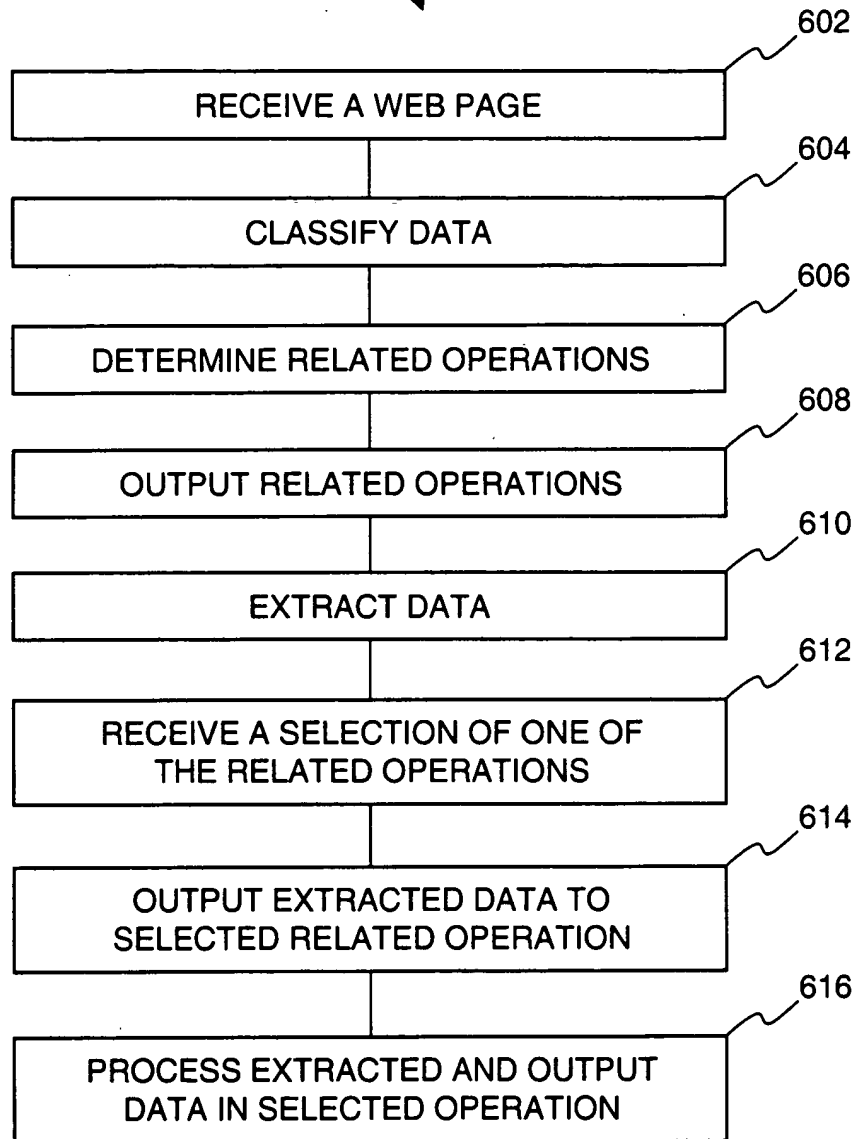 602
RECEIVE A WEB PAGE
604
CLASSIFY DATA
606
DETERMINE RELATED OPERATIONS
608
OUTPUT RELATED OPERATIONS
610
EXTRACT DATA
612
RECEIVE A SELECTION OF ONE OF
THE RELATED OPERATIONS
614
OUTPUT EXTRACTED DATA TO
SELECTED RELATED OPERATION
616
PROCESS EXTRACTED AND OUTPUT
DATA IN SELECTED OPERATION